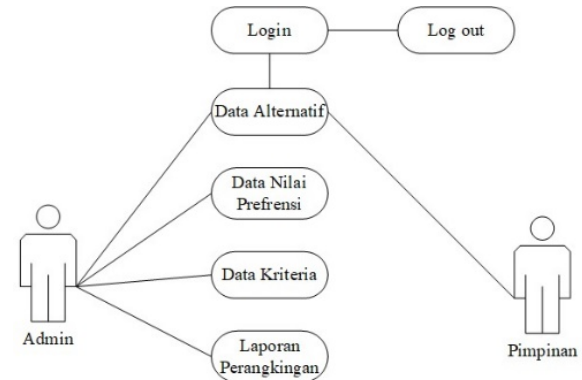 Login
Log out
Data Alternatif
Data Nilai
Prefrensi
Data Kriteria
Laporan
Perangkingan
Admin
Pimpinan